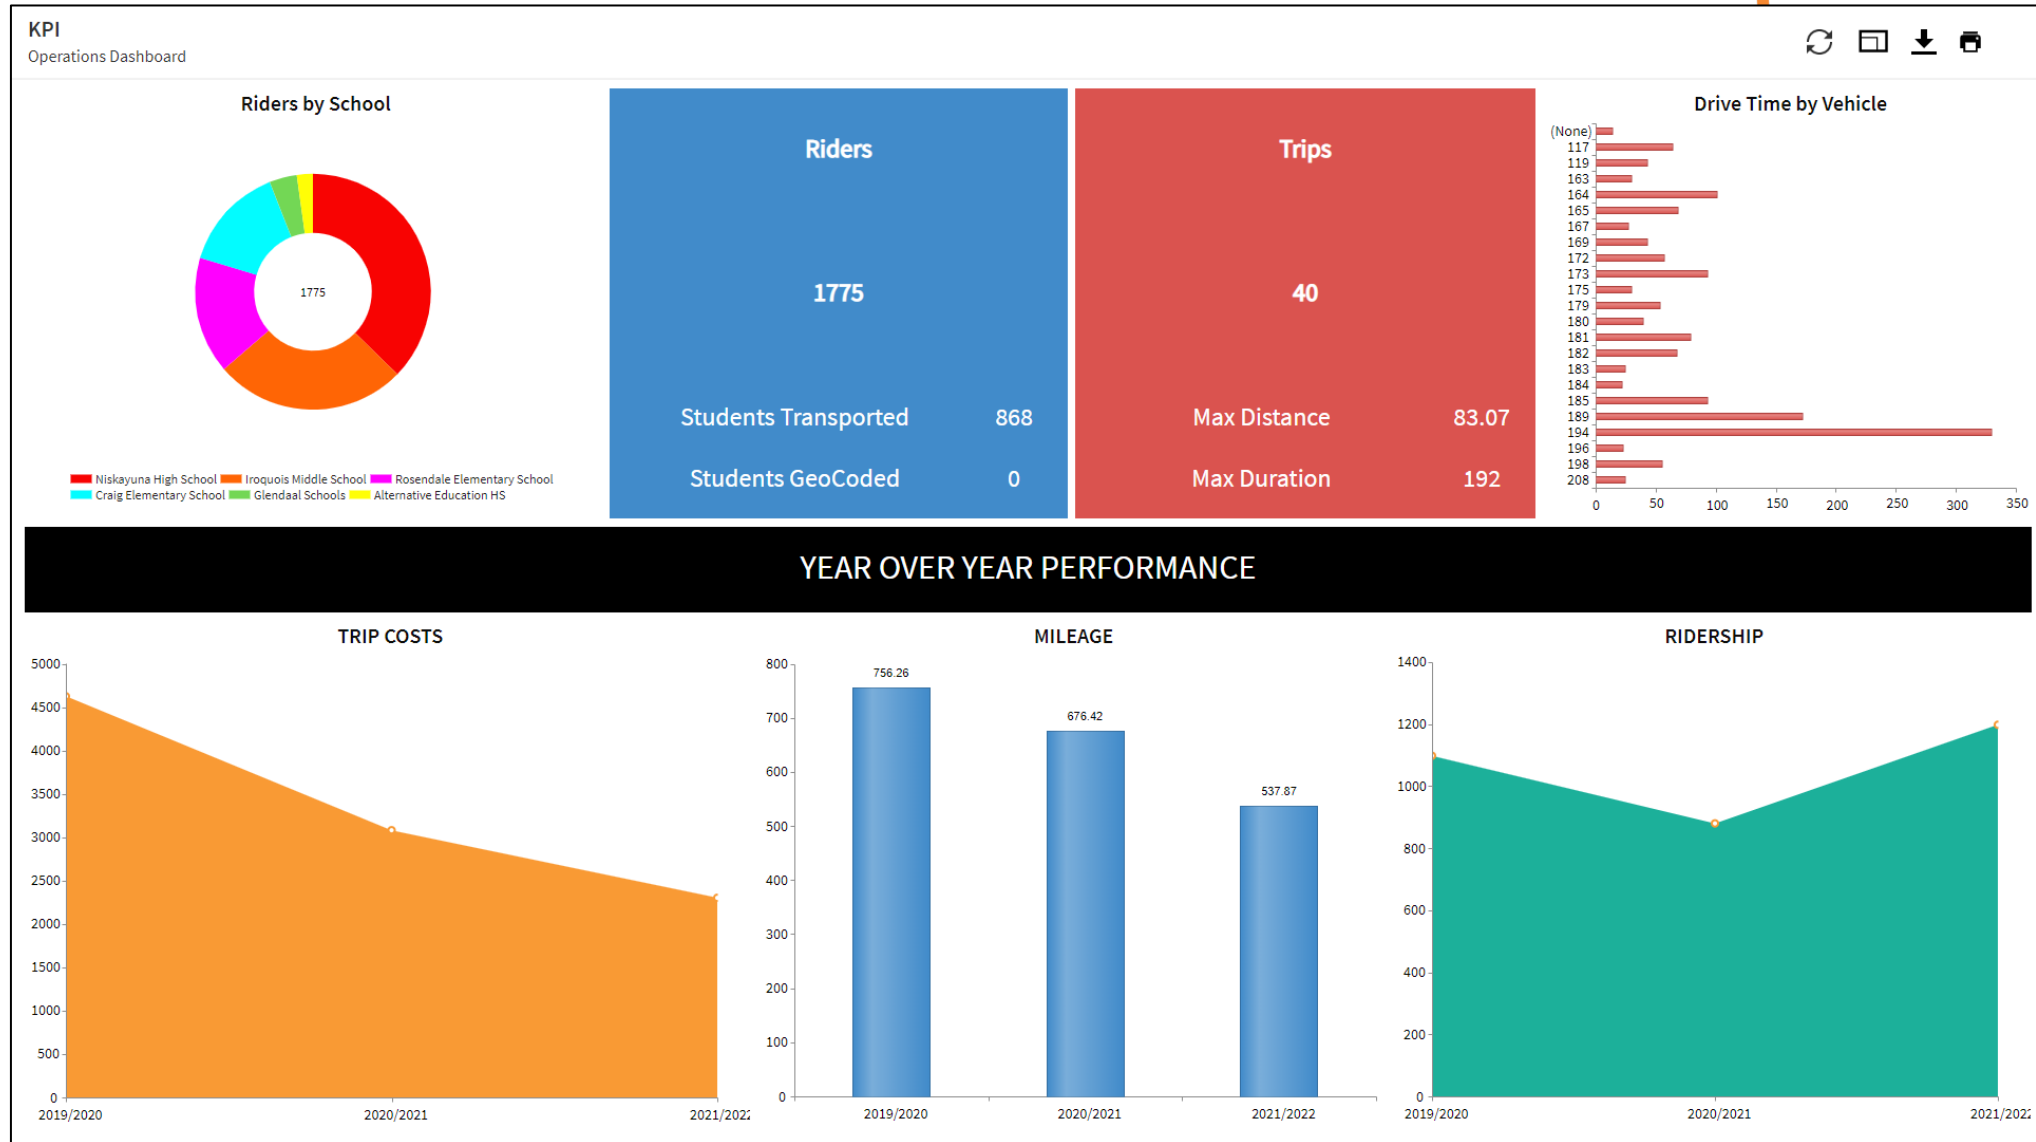 KPI
Operations Dashboard
Riders by School
1775
Niskayuna High School Iroquois Middle School Rosendale Elementary School
Craig Elementary School Glendaal Schools Alternative Education HS
Riders
1775
Students Transported 868
Students GeoCoded 0
Trips
40
Max Distance 83.07
Max Duration 192
Drive Time by Vehicle
(None)
117
119
163
164
165
167
169
172
173
175
179
180
181
182
183
184
185
189
194
196
198
208
0 50 100 150 200 250 300 350
YEAR OVER YEAR PERFORMANCE
TRIP COSTS
5000
4500
4000
3500
3000
2500
2000
1500
1000
500
0
2019/2020 2020/2021 2021/2022
MILEAGE
800
700
600
500
400
300
200
100
0
756.26
676.42
537.87
2019/2020 2020/2021 2021/2022
RIDERSHIP
1400
1200
1000
800
600
400
200
0
2019/2020 2020/2021 2021/2022